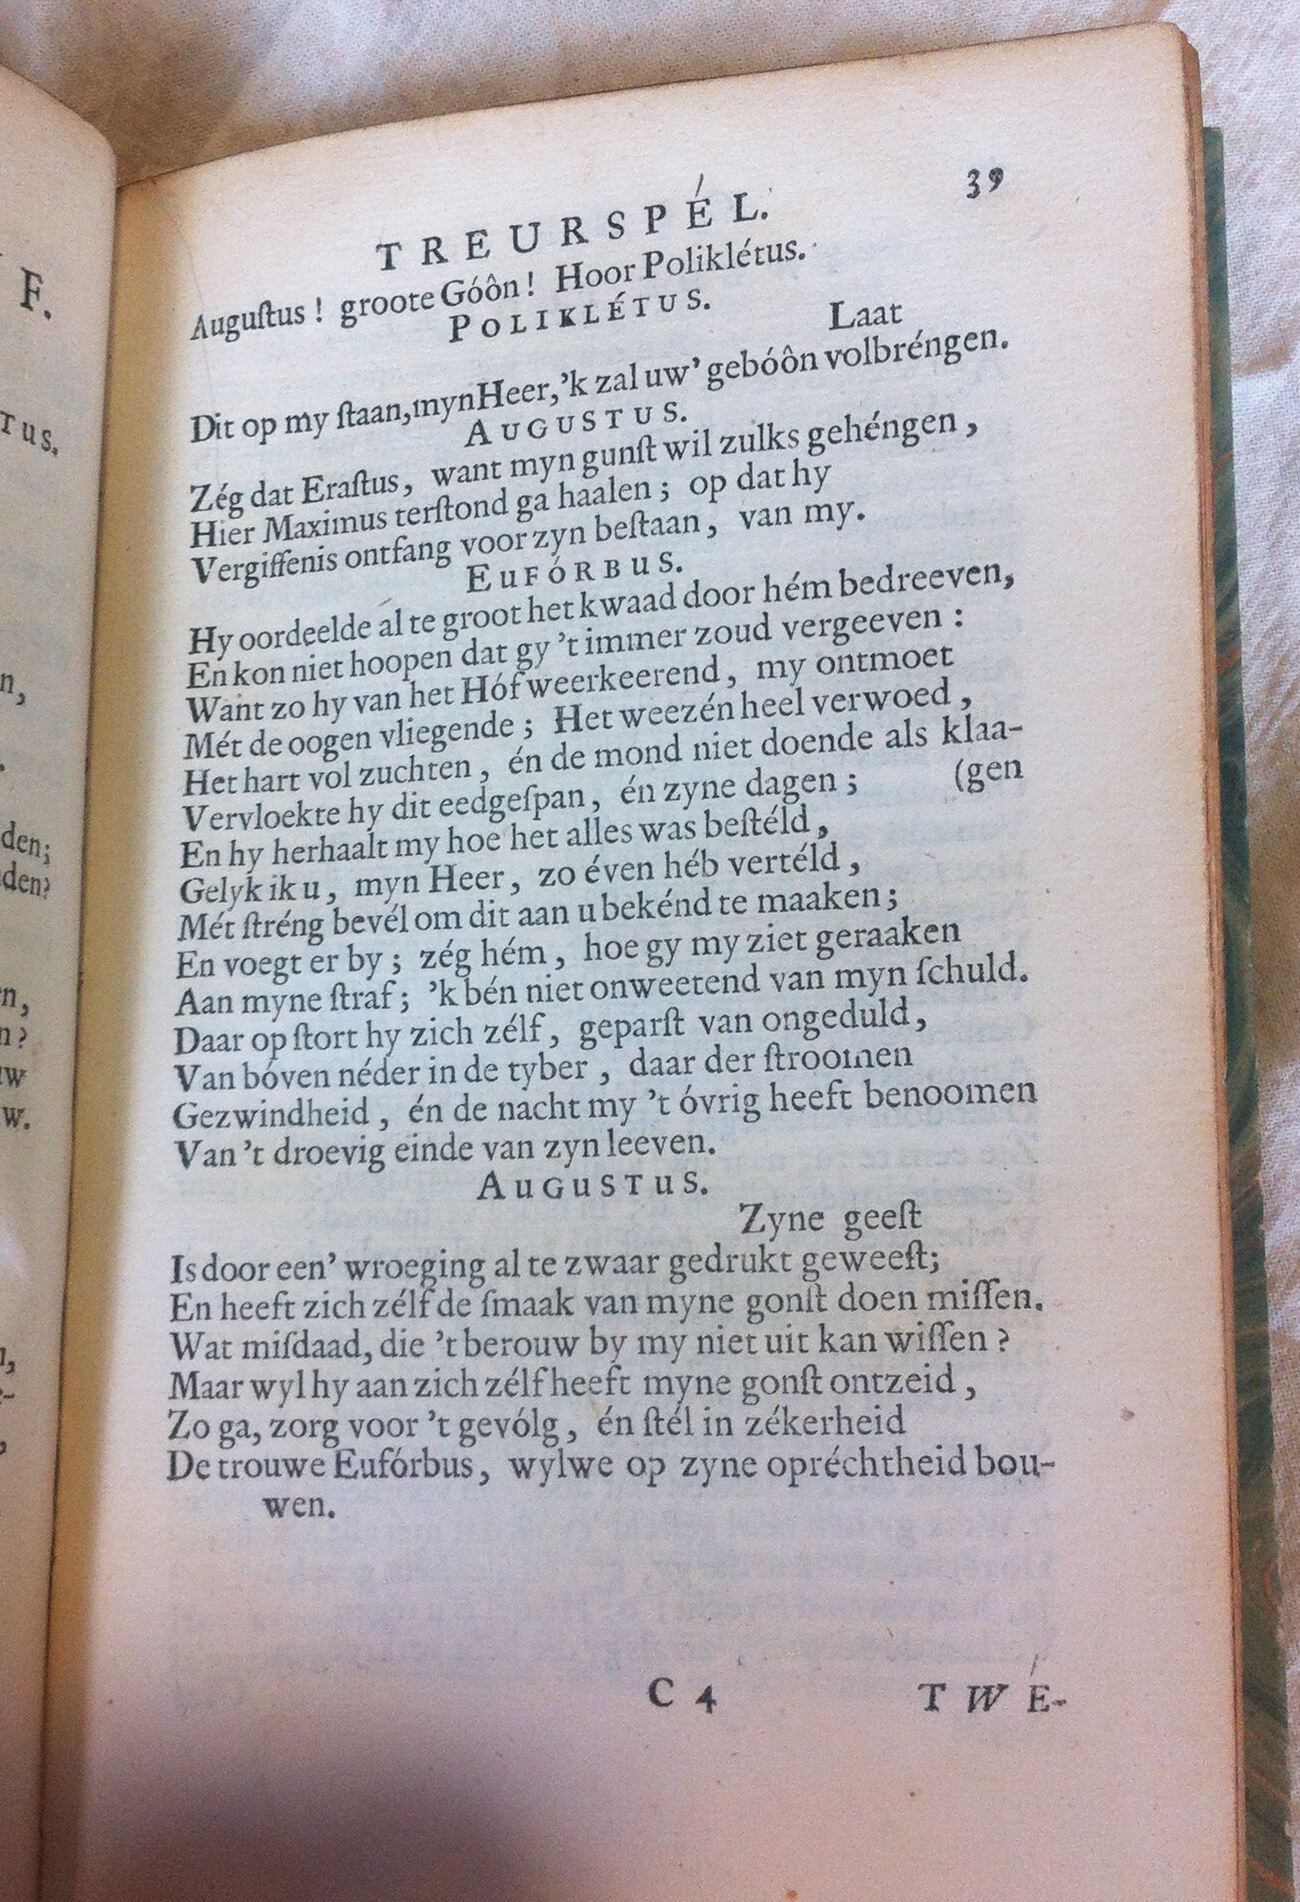 F.
TUS.
n,
den;
den?
n,
n?
uw
w.
39
TREURSPÉL.
Auguſtus! groote Góôn! Hoor Poliklétus.
POLIKLÉTUS.
Laat
Dit op my ſtaan, myn Heer, 'k zal uw' gebóôn volbréngen.
AUGUSTUS.
Zég dat Eraſtus, want myn gunſt wil zulks gehéngen,
Hier Maximus terſtond ga haalen; op dat hy
Vergiffenis ontfang voor zyn beſtaan, van my.
EUFÓRBUS.
Hy oordeelde al te groot het kwaad door hém bedreeven,
En kon niet hoopen dat gy 't immer zoud vergeeven:
Want zo hy van het Hóf weerkeerend, my ontmoet
Mét de oogen vliegende; Het weezén heel verwoed,
Het hart vol zuchten, én de mond niet doende als klaa-
(gen
Vervloekte hy dit eedgeſpan, én zyne dagen;
En hy herhaalt my hoe het alles was beſtéld,
Gelyk ik u, myn Heer, zo éven héb vertéld,
Mét ſtréng bevél om dit aan u bekénd te maaken;
En voegt er by; zég hém, hoe gy my ziet geraaken
Aan myne ſtraf; 'k bén niet onweetend van myn ſchuld.
Daar op ſtort hy zich zélf, geparſt van ongeduld,
Van bóven néder in de tyber, daar der ſtroomen
Gezwindheid, én de nacht my 't óvrig heeft benoomen
Van 't droevig einde van zyn leeven.
AUGUSTUS.
Zyne geeſt
Is door een' wroeging al te zwaar gedrukt geweeſt;
En heeft zich zélf de ſmaak van myne gonſt doen miſſen.
Wat miſdaad, die 't berouw by my niet uit kan wiſſen?
Maar wyl hy aan zich zélf heeft myne gonſt ontzeid,
Zo ga, zorg voor 't gevólg, én ſtél in zékerheid
De trouwe Eufórbus, wyl we op zyne opréchtheid bou-
wen.
C 4
TWÉ-